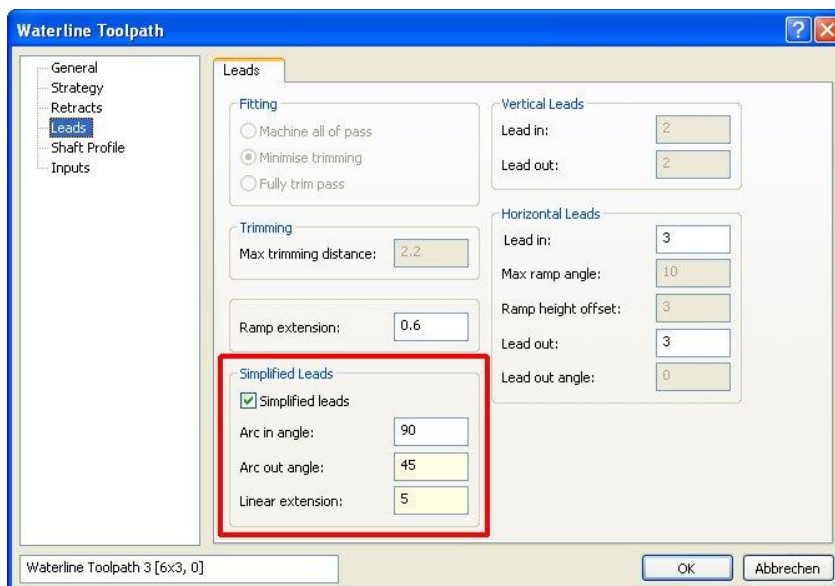 Waterline Toolpath
General
Strategy
Retracts
Leads
Shaft Profile
Inputs
Leads
Fitting
Machine all of pass
Minimise trimming
Fully trim pass
Trimming
Max trimming distance: 2.2
Ramp extension: 0.6
Simplified Leads
Simplified leads
Arc in angle: 90
Arc out angle: 45
Linear extension: 5
Vertical Leads
Lead in: 2
Lead out: 2
Horizontal Leads
Lead in: 3
Max ramp angle: 10
Ramp height offset: 3
Lead out: 3
Lead out angle: 0
Waterline Toolpath 3 [6x3, 0]
OK
Abbrechen